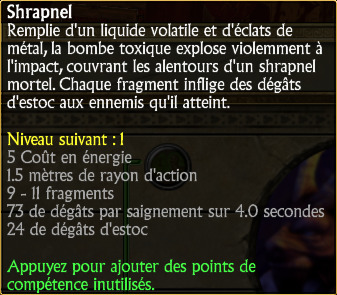 Shrapnel
Remplie d'un liquide volatile et d'éclats de
métal, la bombe toxique explose violemment à
l'impact, couvrant les alentours d'un shrapnel
mortel. Chaque fragment inflige des dégâts
d'estoc aux ennemis qu'il atteint.
Niveau suivant : 1
5 Coût en énergie
1.5 mètres de rayon d'action
9 - 11 fragments
73 de dégâts par saignement sur 4.0 secondes
24 de dégâts d'estoc
Appuyez pour ajouter des points de
compétence inutilisés.